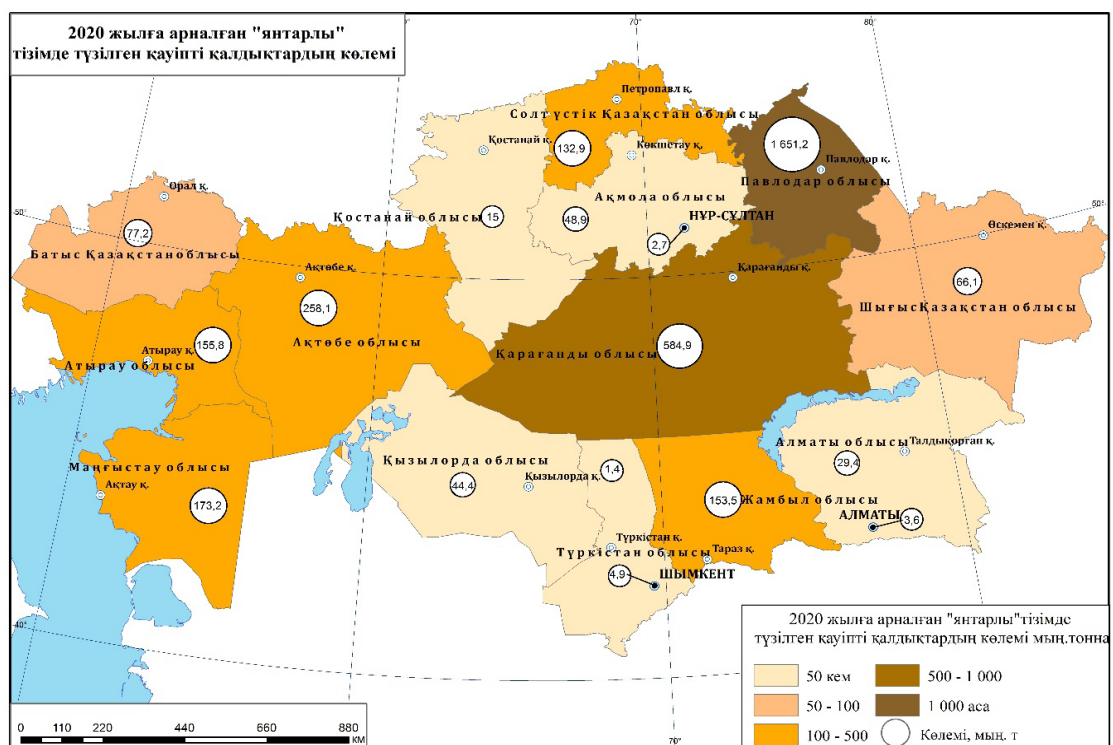 2020 жылға арналған "янтарлы"
тізімде түзілген қауіпті қалдықтардың көлемі
70°
80°
Петропавл қ.
Солтүстік Қазақстан облысы
132,9
Қостанай қ.
Көкшетау қ.
1 651,2
Павлодар қ.
Павлодар облысы
Орал қ.
50°
77,2
Батыс Қазақстан облысы
Қостанай облысы
15
Ақмола облысы
48,9
НҰР-СҰЛТАН
2,7
50°
Өскемен қ.
66,1
Шығыс Қазақстан облысы
Ақтөбе қ.
258,1
Ақтөбе облысы
Қарағанды қ.
584,9
Қарағанды облысы
155,8
Атырау қ.
Атырау облысы
Маңғыстау облысы
Ақтау қ.
173,2
Қызылорда облысы
44,4
Қызылорда қ.
1,4
Түркістан қ.
Түркістан облысы
4,9
ШЫМКЕНТ
153,5
Жамбыл облысы
Тараз қ.
Алматы облысы
Талдықорған қ.
29,4
АЛМАТЫ
3,6
40°
70°
2020 жылға арналған "янтарлы"тізімде
түзілген қауіпті қалдықтардың көлемі мың.тонна
50 кем
500 - 1 000
50 - 100
1 000 аса
100 - 500
Көлемі, мың. т
0 110 220 440 660 880
КМ